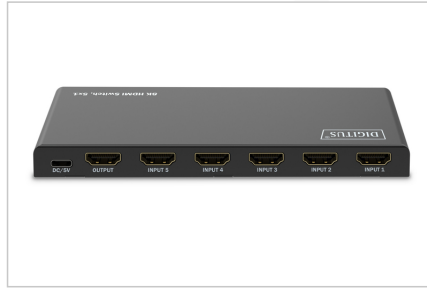 8K HDMI Switch, 5x1
DIGITUS®
DC/5V OUTPUT INPUT 5 INPUT 4 INPUT 3 INPUT 2 INPUT 1